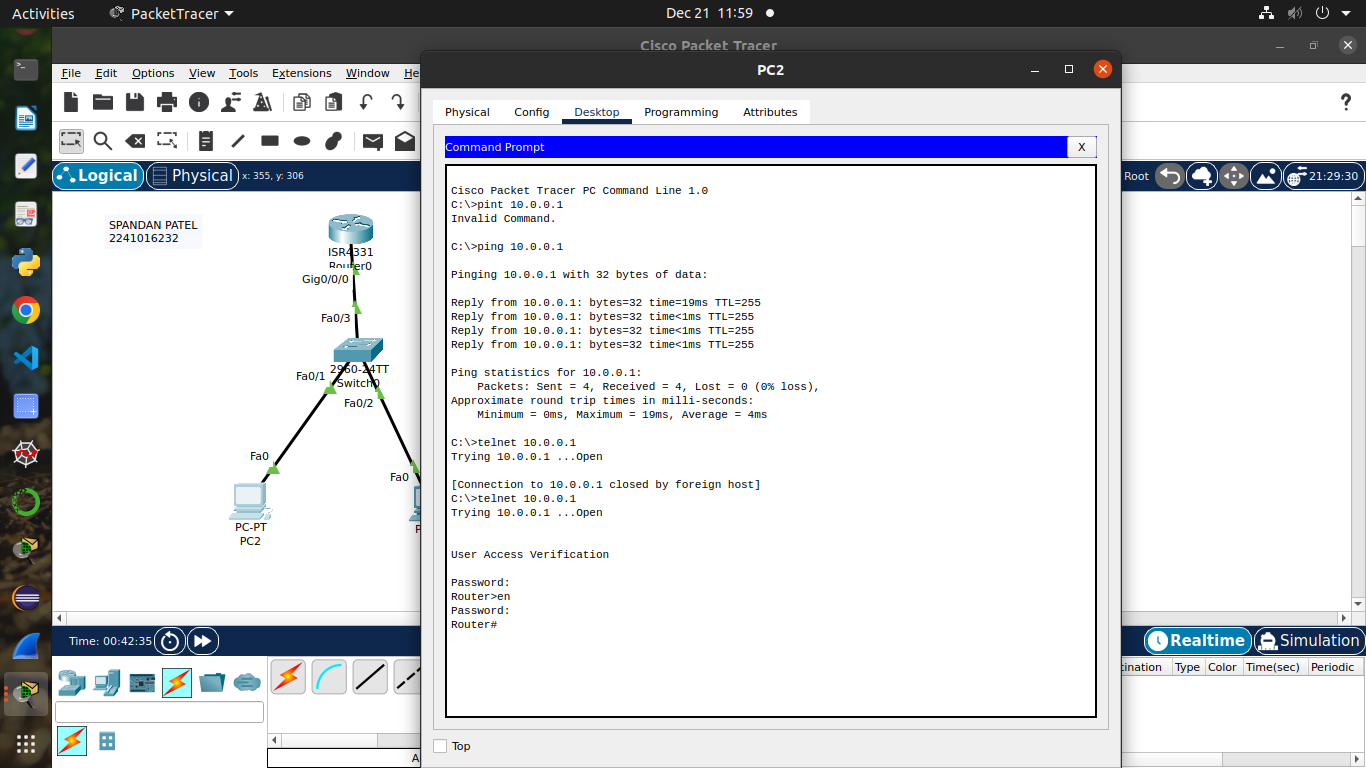 Activities
PacketTracer
Dec 21 11:59
Cisco Packet Tracer
File Edit Options View Tools Extensions Window He
PC2
Physical Config Desktop Programming Attributes
Command Prompt
X
Logical
Physical
x: 355, y: 306
Root
21:29:30
SPANDAN PATEL
2241016232
ISR4331
Router0
Gig0/0/0
Fa0/3
2960-24TT
Switch0
Fa0/1
Fa0/2
Fa0
Fa0
PC-PT
PC2
P
Cisco Packet Tracer PC Command Line 1.0
C:\>pint 10.0.0.1
Invalid Command.
C:\>ping 10.0.0.1
Pinging 10.0.0.1 with 32 bytes of data:
Reply from 10.0.0.1: bytes=32 time=19ms TTL=255
Reply from 10.0.0.1: bytes=32 time<1ms TTL=255
Reply from 10.0.0.1: bytes=32 time<1ms TTL=255
Reply from 10.0.0.1: bytes=32 time<1ms TTL=255
Ping statistics for 10.0.0.1:
Packets: Sent = 4, Received = 4, Lost = 0 (0% loss),
Approximate round trip times in milli-seconds:
Minimum = 0ms, Maximum = 19ms, Average = 4ms
C:\>telnet 10.0.0.1
Trying 10.0.0.1 ...Open
[Connection to 10.0.0.1 closed by foreign host]
C:\>telnet 10.0.0.1
Trying 10.0.0.1 ...Open
User Access Verification
Password:
Router>en
Password:
Router#
Top
Time: 00:42:35
Realtime
Simulation
cination Type Color Time(sec) Periodic
A